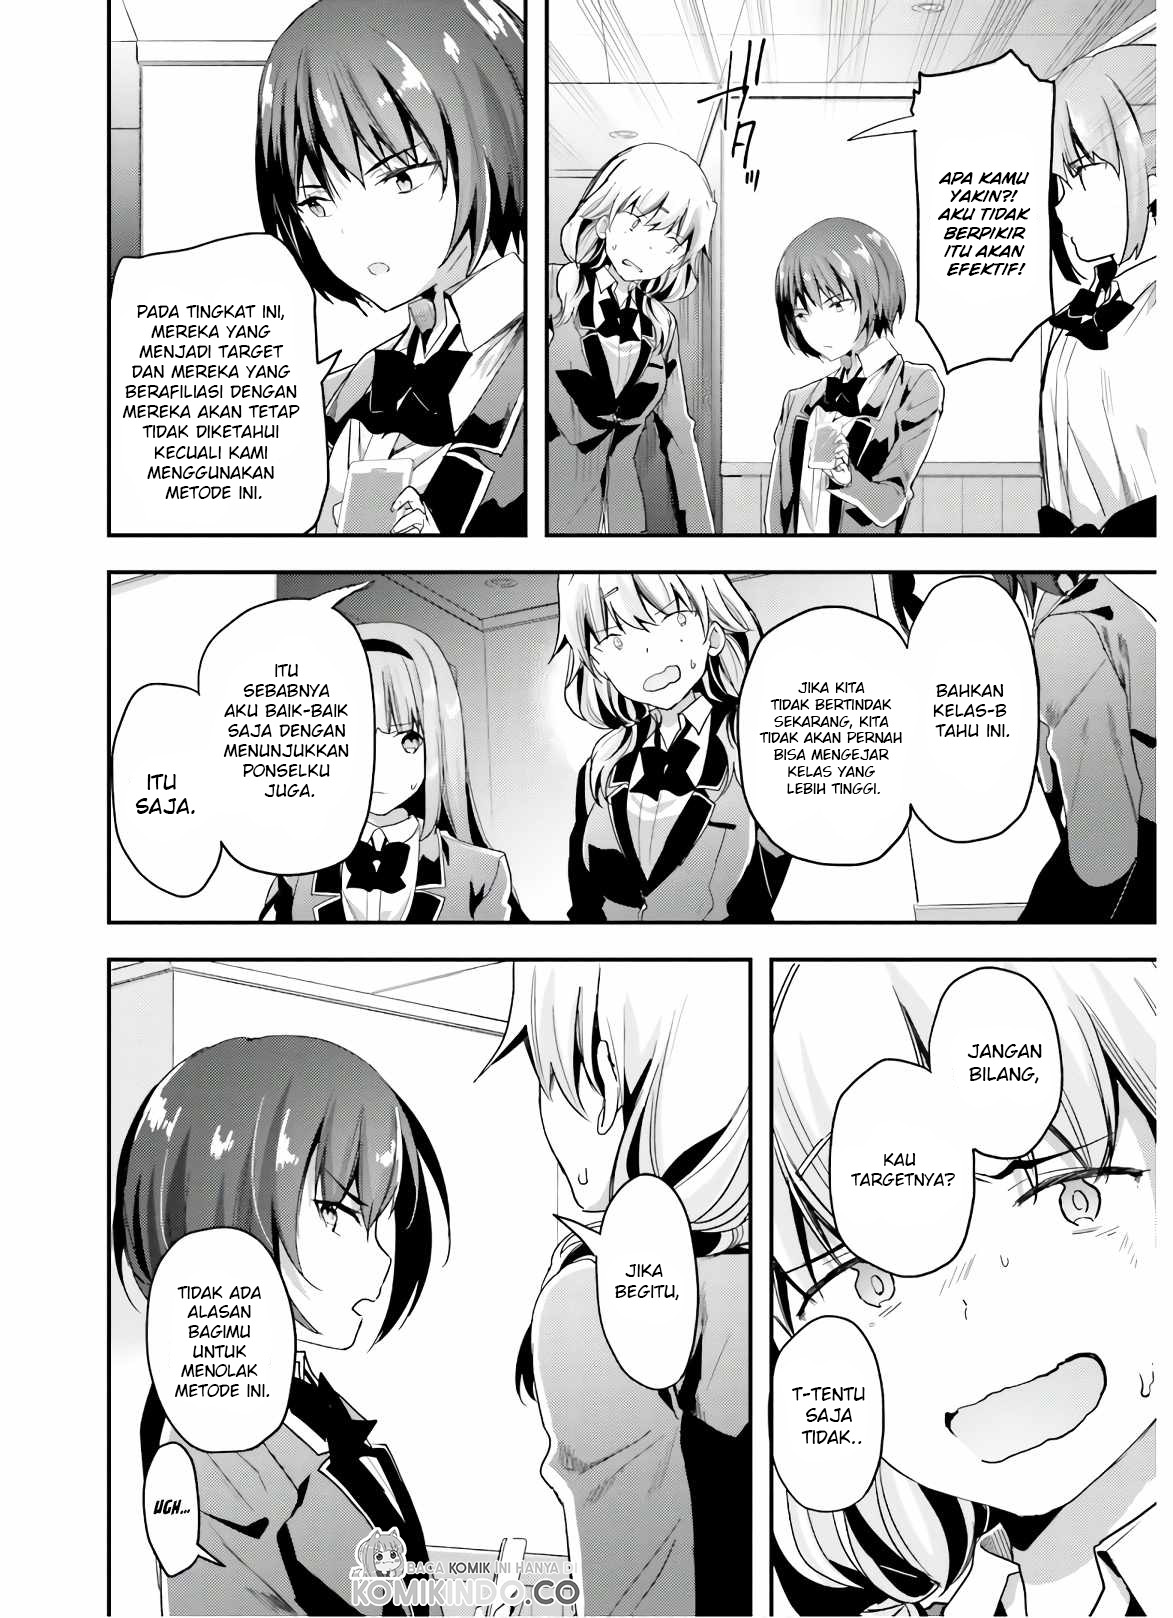 APA KAMU
YAKIN?!
AKU TIDAK
BERPIKIR
ITU AKAN
EFEKTIF!
ガタ
PADA TINGKAT INI,
MEREKA YANG
MENJADI TARGET
DAN MEREKA YANG
BERAFILIASI DENGAN
MEREKA AKAN TETAP
TIDAK DIKETAHUI
KECUALI KAMI
MENGGUNAKAN
METODE INI.
BAHKAN
KELAS-B
TAHU INI.
JIKA KITA
TIDAK BERTINDAK
SEKARANG, KITA
TIDAK AKAN PERNAH
BISA MENGEJAR
KELAS YANG
LEBIH TINGGI.
ITU
SEBABNYA
AKU BAIK-BAIK
SAJA DENGAN
MENUNJUKKAN
PONSELKU
JUGA.
ITU
SAJA.
JANGAN
BILANG,
KAU
TARGETNYA?
T-TENTU
SAJA
TIDAK..
JIKA
BEGITU,
TIDAK ADA
ALASAN
BAGIMU
UNTUK
MENOLAK
METODE INI.
UGH...
BACA KOMIK INI HANYA DI
KOMIKINDO.CO